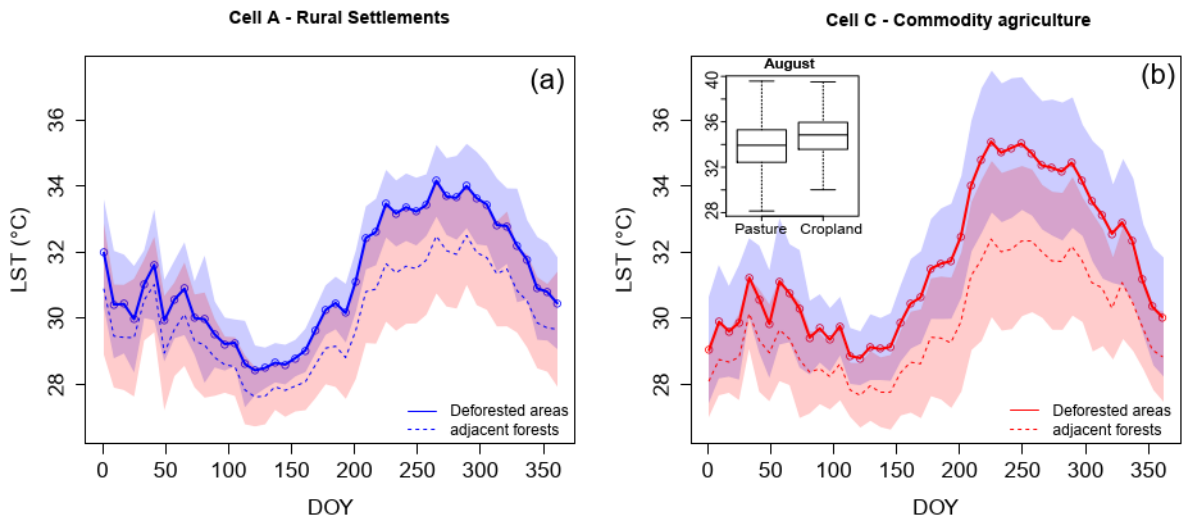 Cell A - Rural Settlements
(a)
LST (°C)
36
34
32
30
28
Deforested areas
adjacent forests
0 50 100 150 200 250 300 350
DOY
Cell C - Commodity agriculture
(b)
August
40
36
32
28
Pasture Cropland
LST (°C)
36
34
32
30
28
Deforested areas
adjacent forests
0 50 100 150 200 250 300 350
DOY